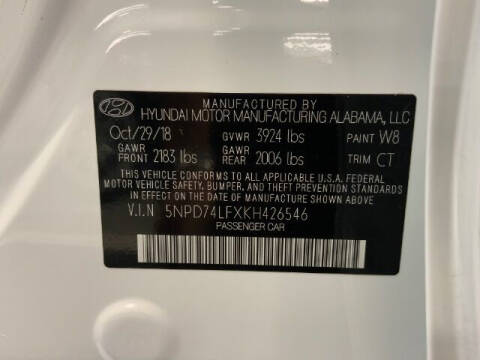 MANUFACTURED BY
HYUNDAI MOTOR MANUFACTURING ALABAMA, LLC
Oct/29/18 GVWR 3924 lbs PAINT W8
GAWR FRONT 2183 lbs GAWR REAR 2006 lbs TRIM CT
THIS VEHICLE CONFORMS TO ALL APPLICABLE U.S.A FEDERAL
MOTOR VEHICLE SAFETY, BUMPER, AND THEFT PREVENTION STANDARDS
IN EFFECT ON THE DATE OF MANUFACTURE SHOWN ABOVE.
V.I.N 5NPD74LFXKH426546
PASSENGER CAR